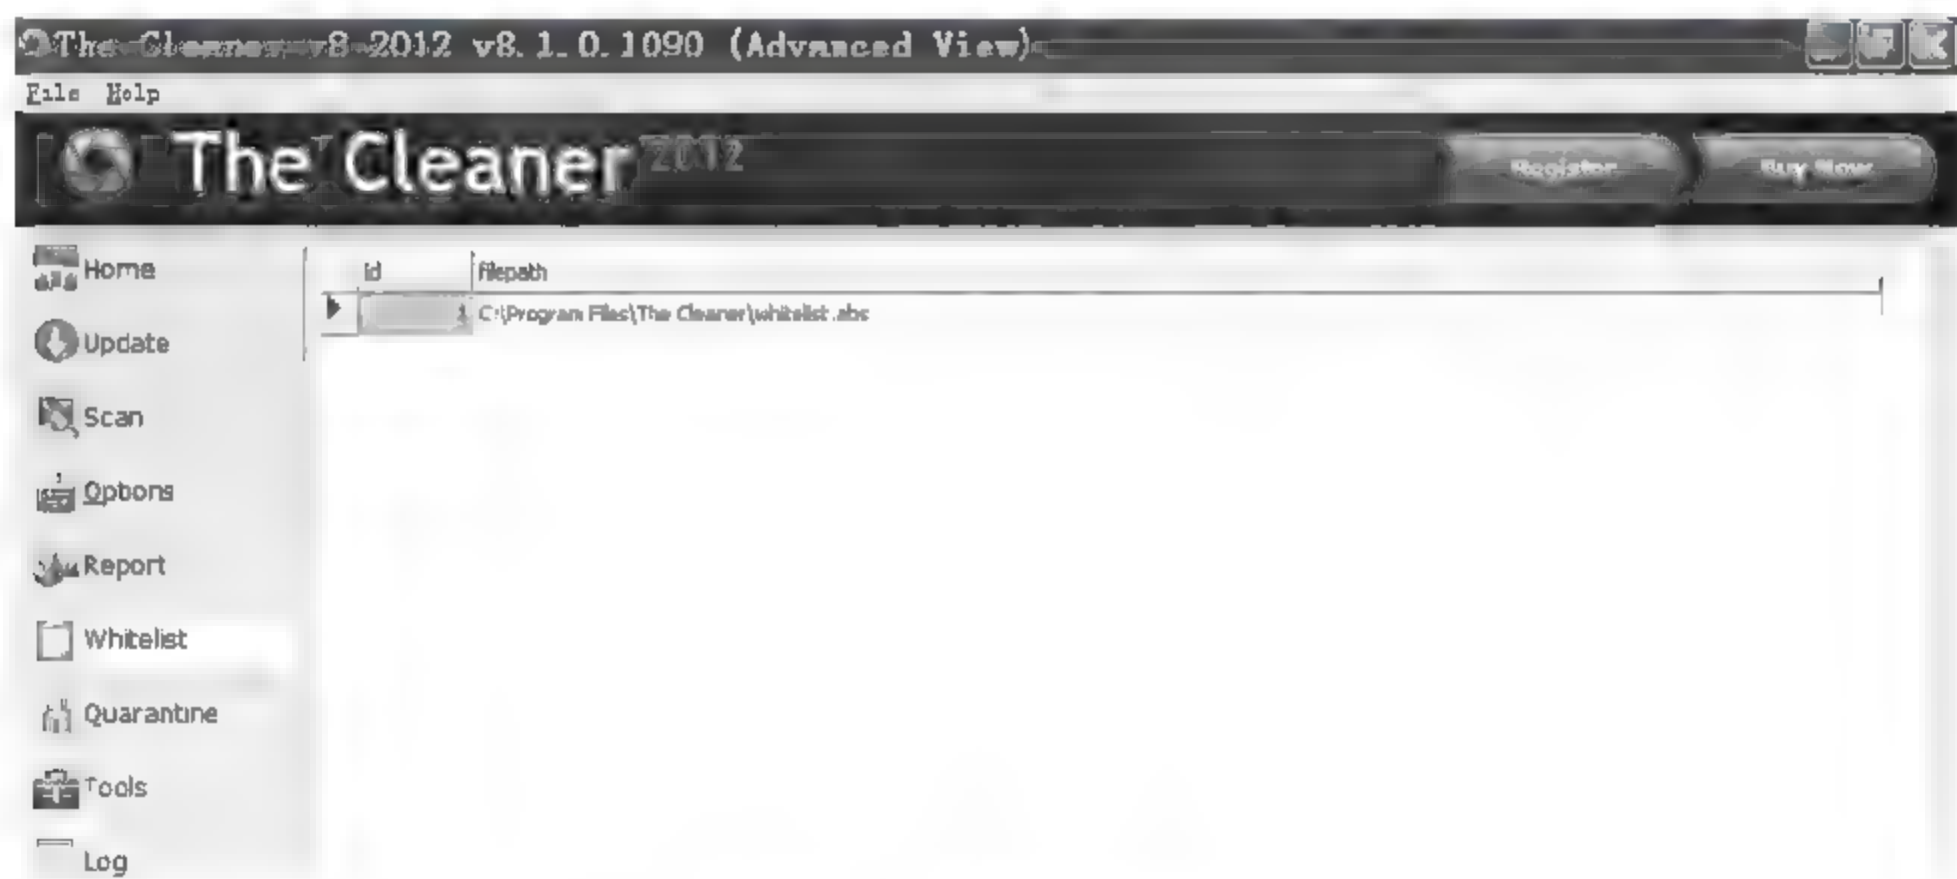 The Cleaner v8 2012 v8.1.0.1090 (Advanced View)
File Help
The Cleaner 2012
Register
Buy Now
Home
id filepath
1 C:\Program Files\The Cleaner\whitelist.abs
Update
Scan
Options
Report
Whitelist
Quarantine
Tools
Log